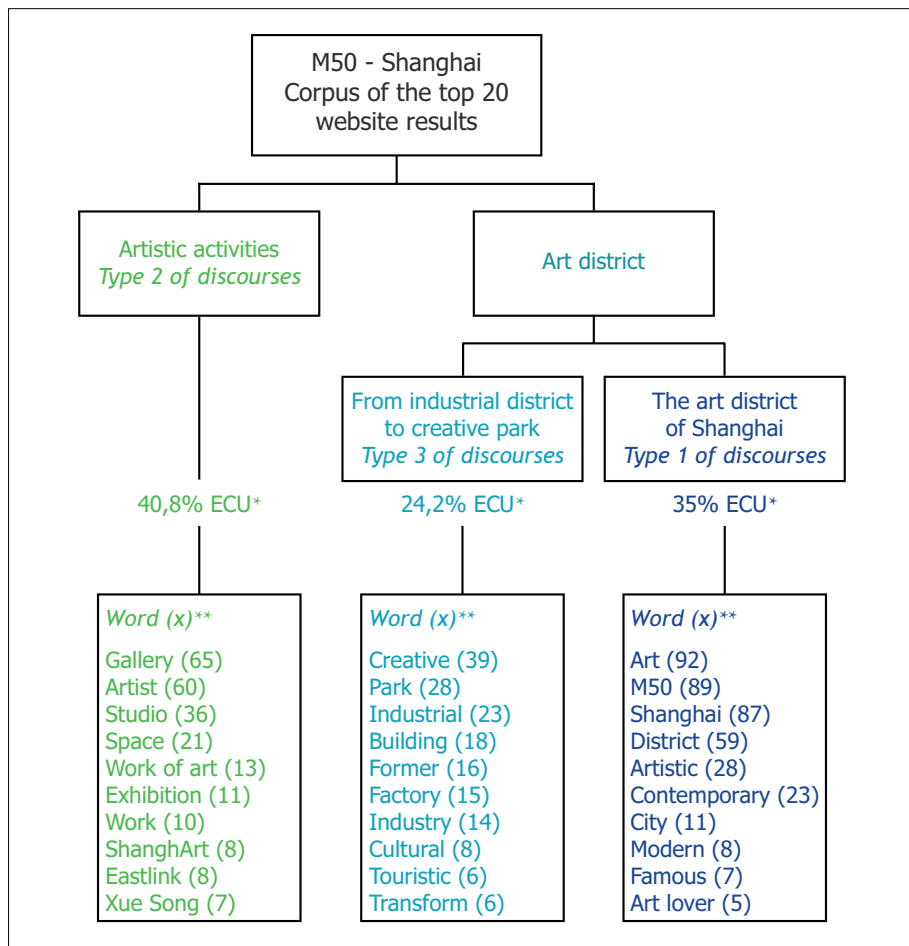 M50 - Shanghai
Corpus of the top 20
website results
Artistic activities
Type 2 of discourses
Art district
From industrial district
to creative park
Type 3 of discourses
The art district
of Shanghai
Type 1 of discourses
40,8% ECU*
24,2% ECU*
35% ECU*
Word (x)**
Gallery (65)
Artist (60)
Studio (36)
Space (21)
Work of art (13)
Exhibition (11)
Work (10)
ShanghArt (8)
Eastlink (8)
Xue Song (7)
Word (x)**
Creative (39)
Park (28)
Industrial (23)
Building (18)
Former (16)
Factory (15)
Industry (14)
Cultural (8)
Touristic (6)
Transform (6)
Word (x)**
Art (92)
M50 (89)
Shanghai (87)
District (59)
Artistic (28)
Contemporary (23)
City (11)
Modern (8)
Famous (7)
Art lover (5)